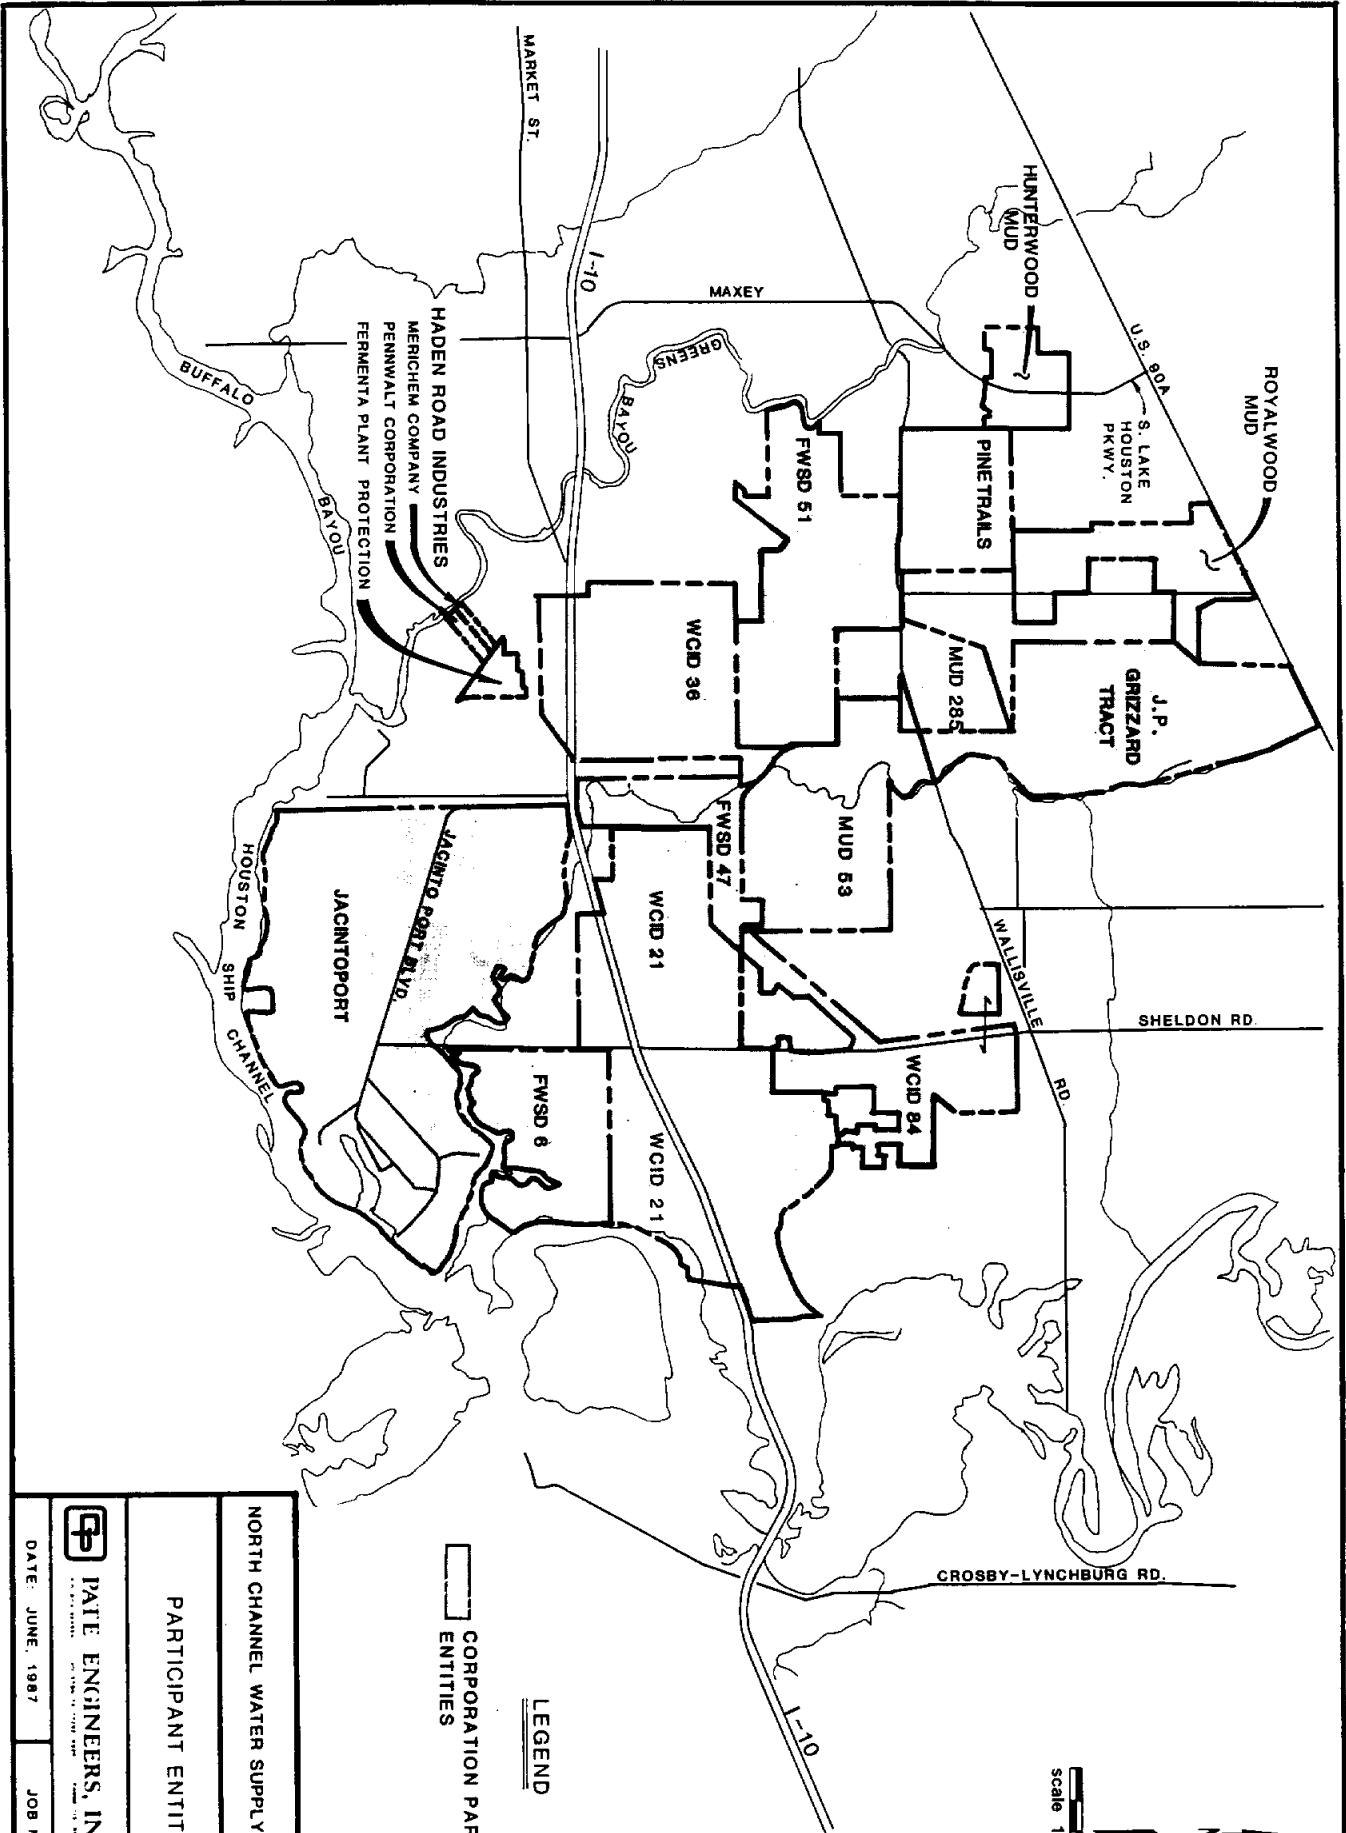 ROYALWOOD
MUD
U.S. 90A
S. LAKE
HOUSTON
PKWY.
HUNTERWOOD
MUD
PINETRAILS
J.P.
GRIZZARD
TRACT
MUD 285
MAXEY
GREENS
BAYOU
FWSD 51
WCID 36
MUD 53
FWSD 47
WCID 21
WALLISVILLE
RD.
SHELDON RD.
WCID 84
WCID 21
FWSD 6
MARKET ST.
I-10
HADEN ROAD INDUSTRIES
MERICHEM COMPANY
PENNWALT CORPORATION
FERMENTA PLANT PROTECTION
BUFFALO
BAYOU
JACINTO PORT BLVD.
JACINTOPORT
HOUSTON
SHIP
CHANNEL
CROSBY-LYNCHBURG RD.
I-10
scale 1
LEGEND
CORPORATION PAR
ENTITIES
NORTH CHANNEL WATER SUPPLY
PARTICIPANT ENTIT
PATE ENGINEERS, IN
DATE: JUNE, 1987
JOB